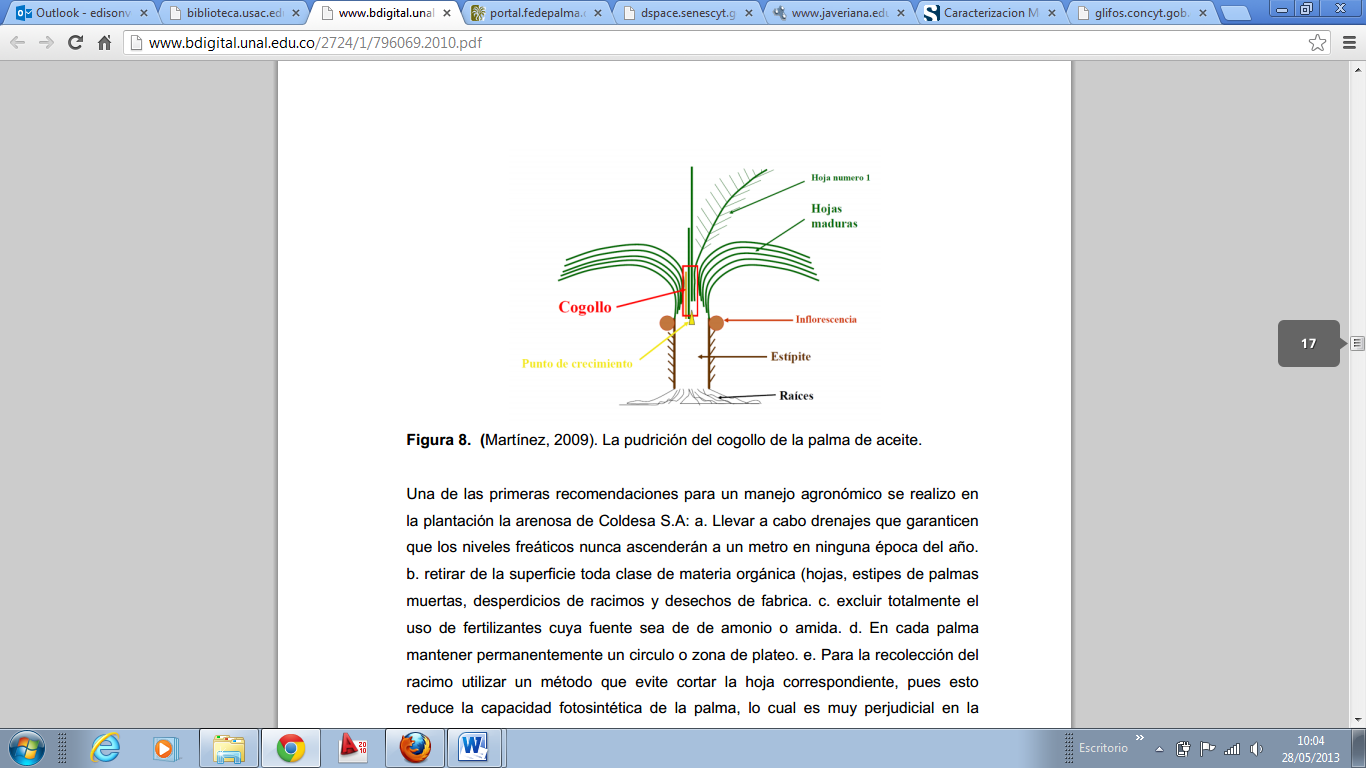 Outlook - edisonv
biblioteca.usac.ed
www.bdigital.unal
portal.fedepalma.
dspace.senescyt.g
www.javeriana.edu
Caracterizacion M
glifos.concyt.gob.
www.bdigital.unal.edu.co/2724/1/796069.2010.pdf
Hoja numero 1
Hojas
maduras
Cogollo
Inflorescencia
Punto de crecimiento
Estípite
Raíces
17
Figura 8. (Martínez, 2009). La pudrición del cogollo de la palma de aceite.
Una de las primeras recomendaciones para un manejo agronómico se realizo en
la plantación la arenosa de Coldesa S.A: a. Llevar a cabo drenajes que garanticen
que los niveles freáticos nunca ascenderán a un metro en ninguna época del año.
b. retirar de la superficie toda clase de materia orgánica (hojas, estipes de palmas
muertas, desperdicios de racimos y desechos de fabrica. c. excluir totalmente el
uso de fertilizantes cuya fuente sea de de amonio o amida. d. En cada palma
mantener permanentemente un circulo o zona de plateo. e. Para la recolección del
racimo utilizar un método que evite cortar la hoja correspondiente, pues esto
reduce la capacidad fotosintética de la palma, lo cual es muy perjudicial en la
Escritorio
10:04
28/05/2013